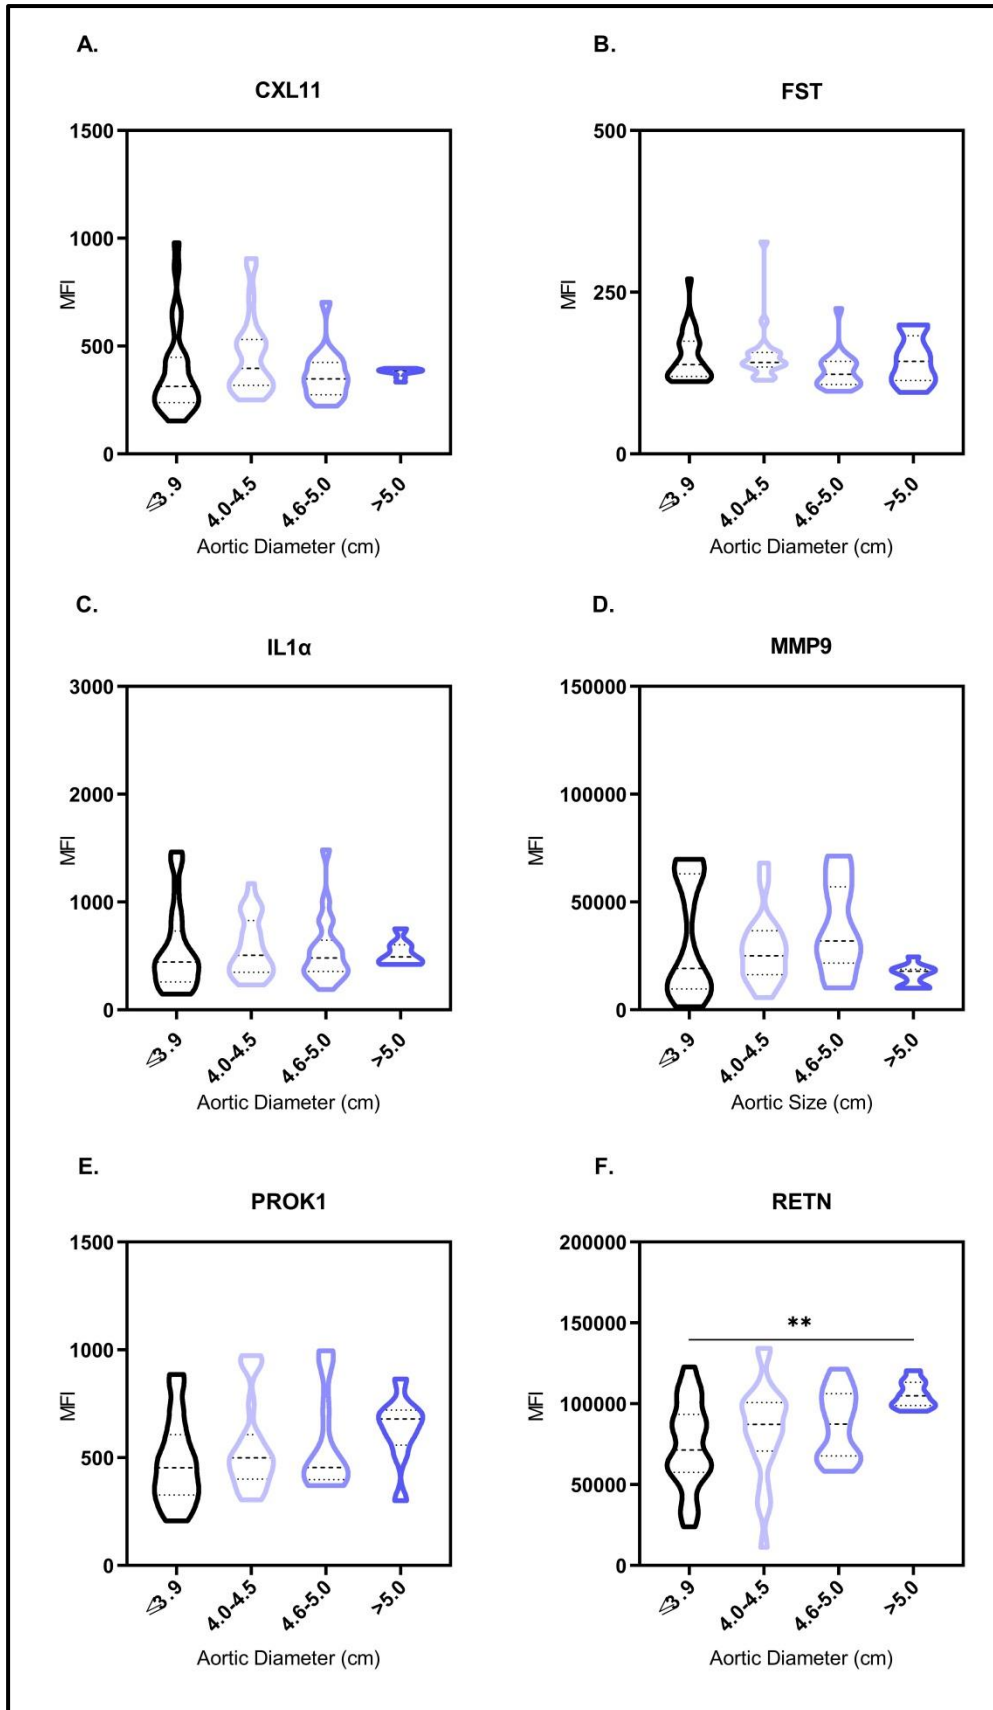 A. B.
CXL11 FST
1500 500
1000
250
500
0 0
MFI MFI
≤3.9 4.0-4.5 4.6-5.0 >5.0 ≤3.9 4.0-4.5 4.6-5.0 >5.0
Aortic Diameter (cm) Aortic Diameter (cm)
C. D.
IL1α MMP9
3000 150000
2000 100000
1000 50000
0 0
MFI MFI
≤3.9 4.0-4.5 4.6-5.0 >5.0 ≤3.9 4.0-4.5 4.6-5.0 >5.0
Aortic Diameter (cm) Aortic Size (cm)
E. F.
PROK1 RETN
1500 200000
150000
**
1000
100000
500
50000
0 0
MFI MFI
≤3.9 4.0-4.5 4.6-5.0 >5.0 ≤3.9 4.0-4.5 4.6-5.0 >5.0
Aortic Diameter (cm) Aortic Diameter (cm)